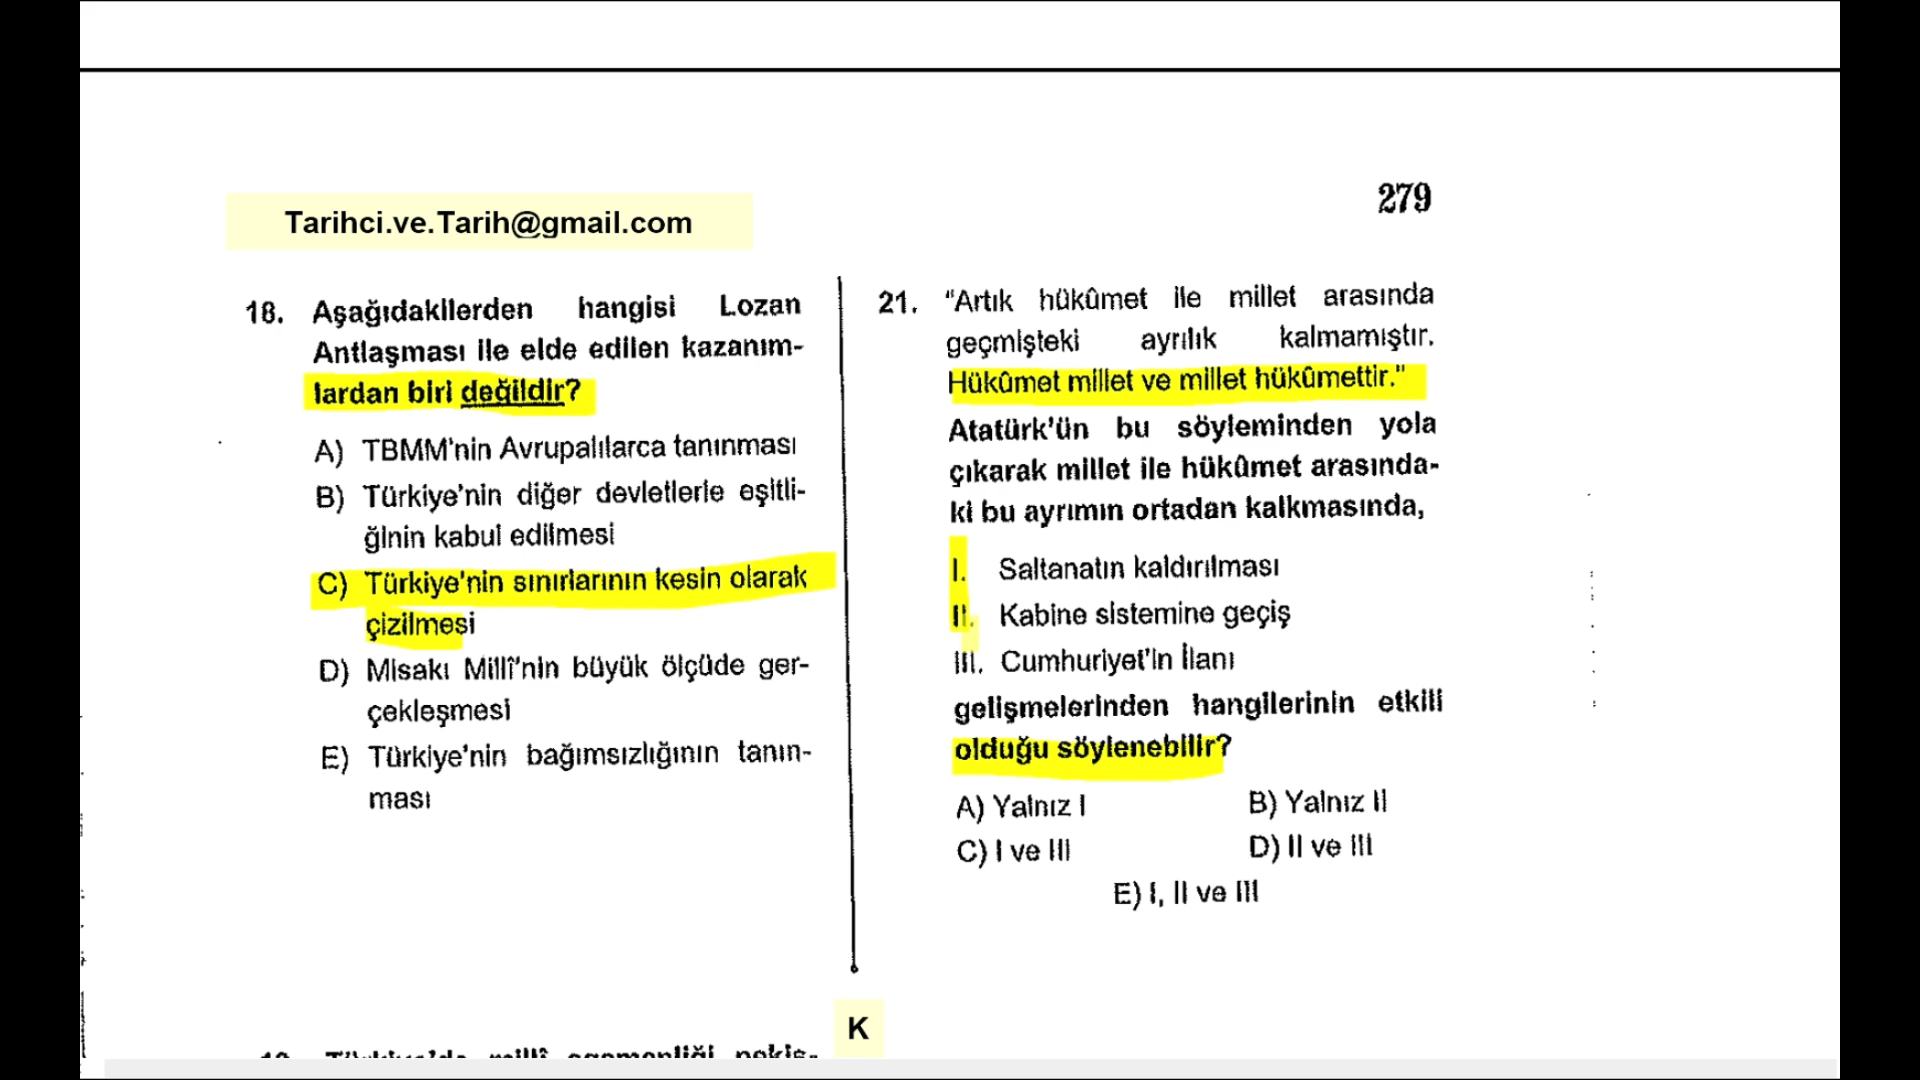 279
Tarihci.ve.Tarih@gmail.com
18. Aşağıdakilerden hangisi Lozan
Antlaşması ile elde edilen kazanım-
lardan biri değildir?
A) TBMM'nin Avrupalılarca tanınması
B) Türkiye'nin diğer devletlerle eşitli-
ğinin kabul edilmesi
C) Türkiye'nin sınırlarının kesin olarak
çizilmesi
D) Misakı Millî'nin büyük ölçüde ger-
çekleşmesi
E) Türkiye'nin bağımsızlığının tanın-
ması
21. "Artık hükûmet ile millet arasında
geçmişteki ayrılık kalmamıştır.
Hükûmet millet ve millet hükûmettir."
Atatürk'ün bu söyleminden yola
çıkarak millet ile hükûmet arasında-
ki bu ayrımın ortadan kalkmasında,
I. Saltanatın kaldırılması
II. Kabine sistemine geçiş
III. Cumhuriyet'in ilanı
gelişmelerinden hangilerinin etkili
olduğu söylenebilir?
A) Yalnız I B) Yalnız II
C) I ve III D) II ve III
E) I, II ve III
K